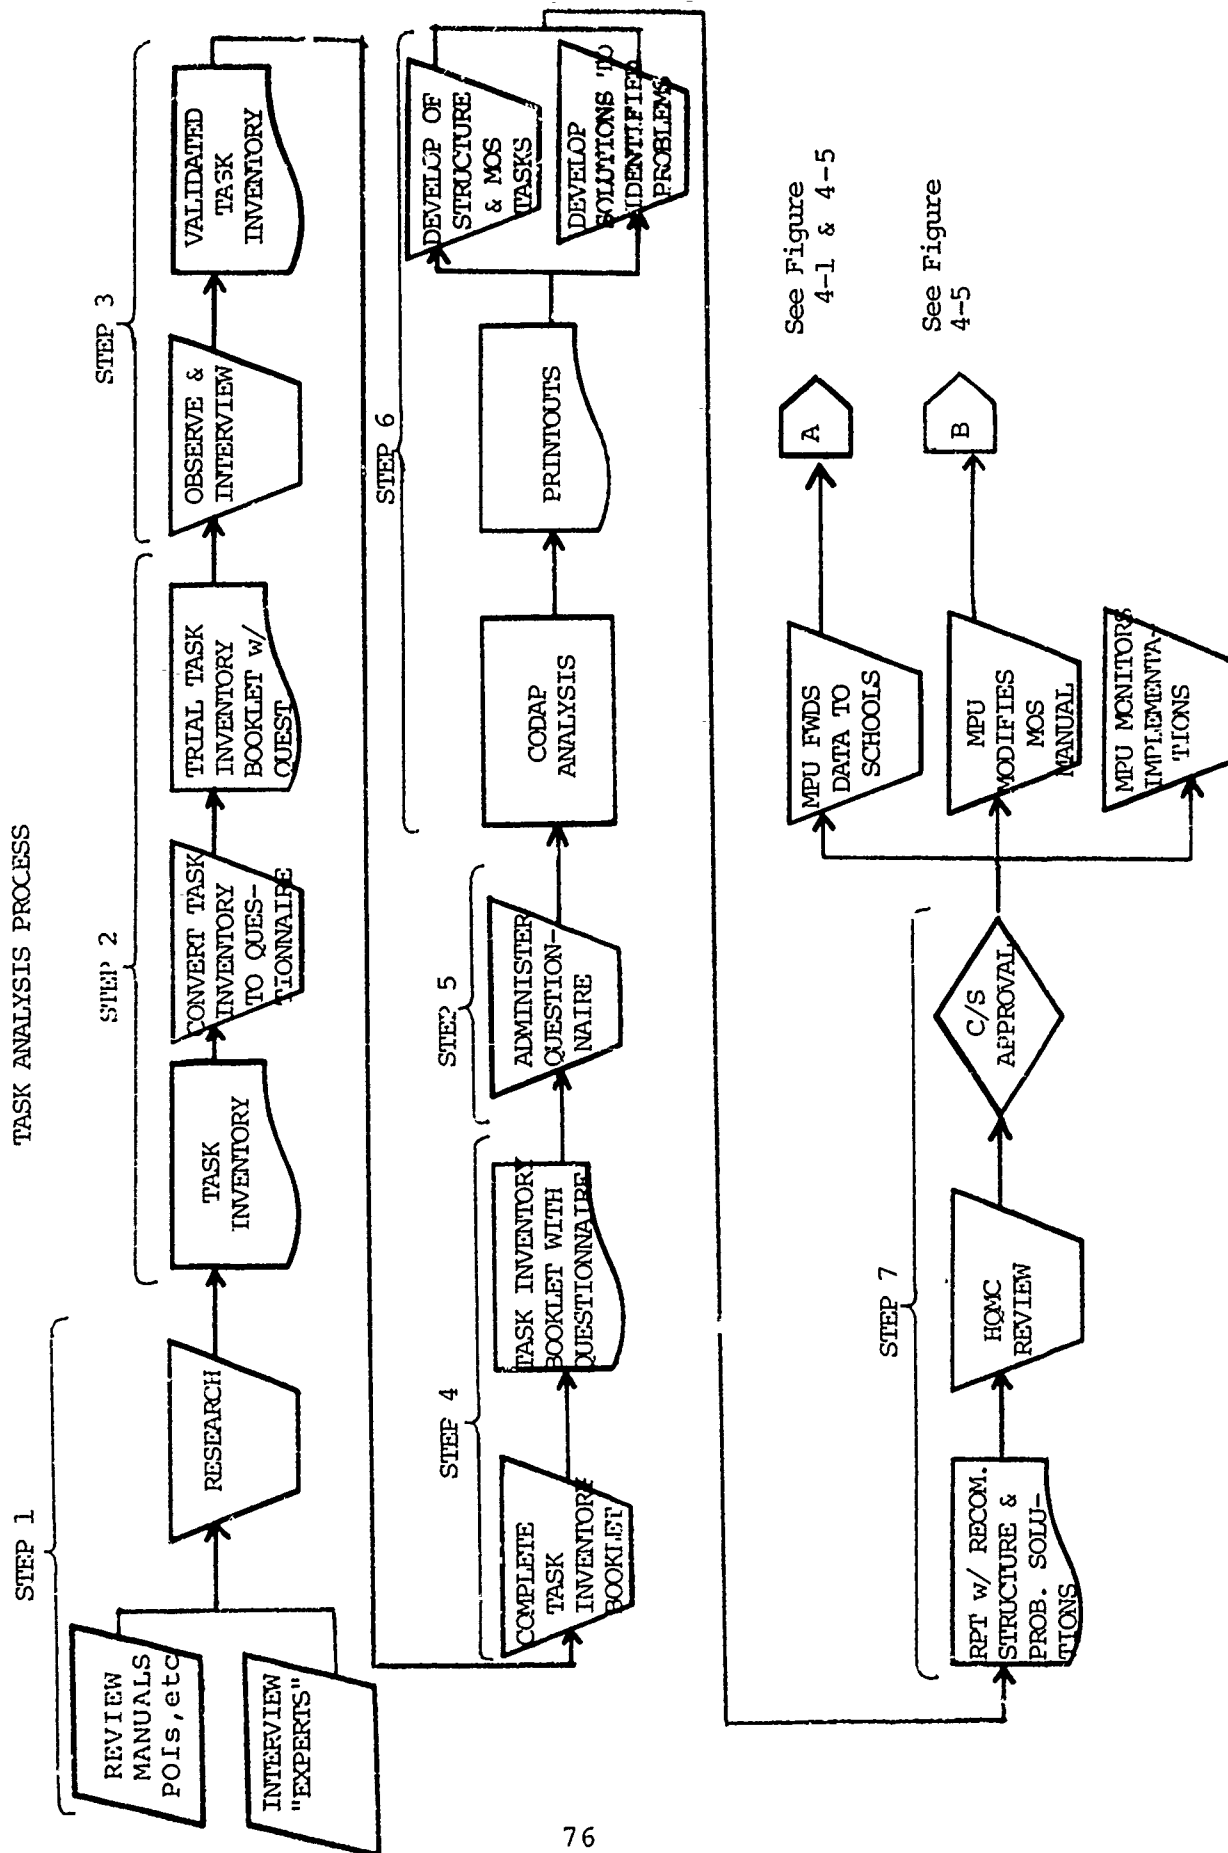 TASK ANALYSIS PROCESS
STEP 1
REVIEW
MANUALS
POIs,etc
INTERVIEW
"EXPERTS"
RESEARCH
STEP 2
TASK
INVENTORY
CONVERT TASK
INVENTORY
TO QUES-
TIONNAIRE
TRIAL TASK
INVENTORY
BOOKLET w/
QUEST
STEP 3
OBSERVE &
INTERVIEW
VALIDATED
TASK
INVENTORY
STEP 4
COMPLETE
TASK
INVENTORY
BOOKLET
TASK INVENTORY
BOOKLET WITH
QUESTIONNAIRE
STEP 5
ADMINISTER
QUESTION-
NAIRE
STEP 6
CODAP
ANALYSIS
PRINTOUTS
DEVELOP OF
STRUCTURE
& MOS
TASKS
DEVELOP
SOLUTIONS TO
IDENTIFIED
PROBLEMS
STEP 7
RPT w/ RECOM.
STRUCTURE &
PROB. SOLU-
TIONS
HQMC
REVIEW
C/S
APPROVAL
MPU FWDS
DATA TO
SCHOOLS
A
See Figure
4-1 & 4-5
MPU
MODIFIES
MOS
MANUAL
B
See Figure
4-5
MPU MONITORS
IMPLEMENTA-
TIONS
76